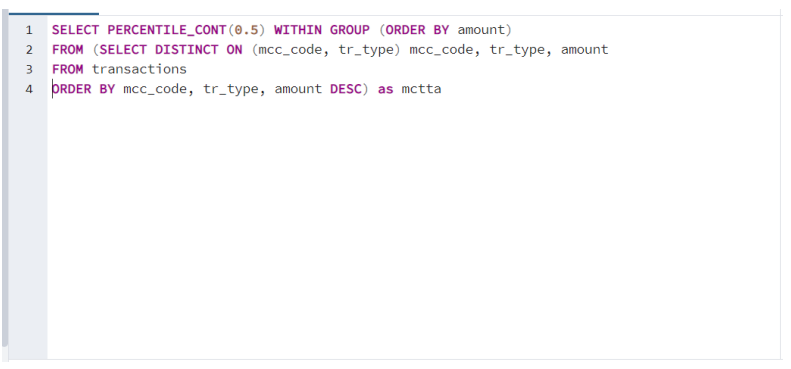 1 SELECT PERCENTILE_CONT(0.5) WITHIN GROUP (ORDER BY amount)
2 FROM (SELECT DISTINCT ON (mcc_code, tr_type) mcc_code, tr_type, amount
3 FROM transactions
4 ORDER BY mcc_code, tr_type, amount DESC) as mctta